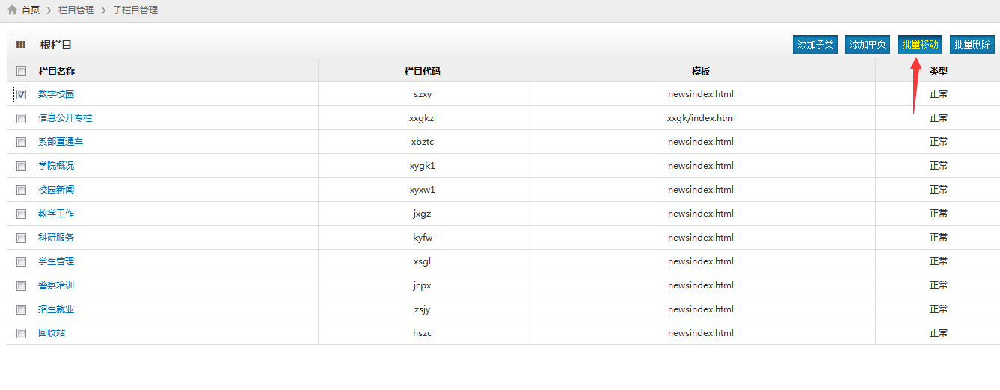 首页 > 栏目管理 > 子栏目管理
根栏目 添加子类 添加单页 批量移动 批量删除
栏目名称 栏目代码 模板 类型
数字校园 szxy newsindex.html 正常
信息公开专栏 xxgkzl xxgk/index.html 正常
系部直通车 xbztc newsindex.html 正常
学院概况 xygk1 newsindex.html 正常
校园新闻 xyxw1 newsindex.html 正常
教学工作 jxgz newsindex.html 正常
科研服务 kyfw newsindex.html 正常
学生管理 xsgl newsindex.html 正常
警察培训 jcpx newsindex.html 正常
招生就业 zsjy newsindex.html 正常
回收站 hszc newsindex.html 正常